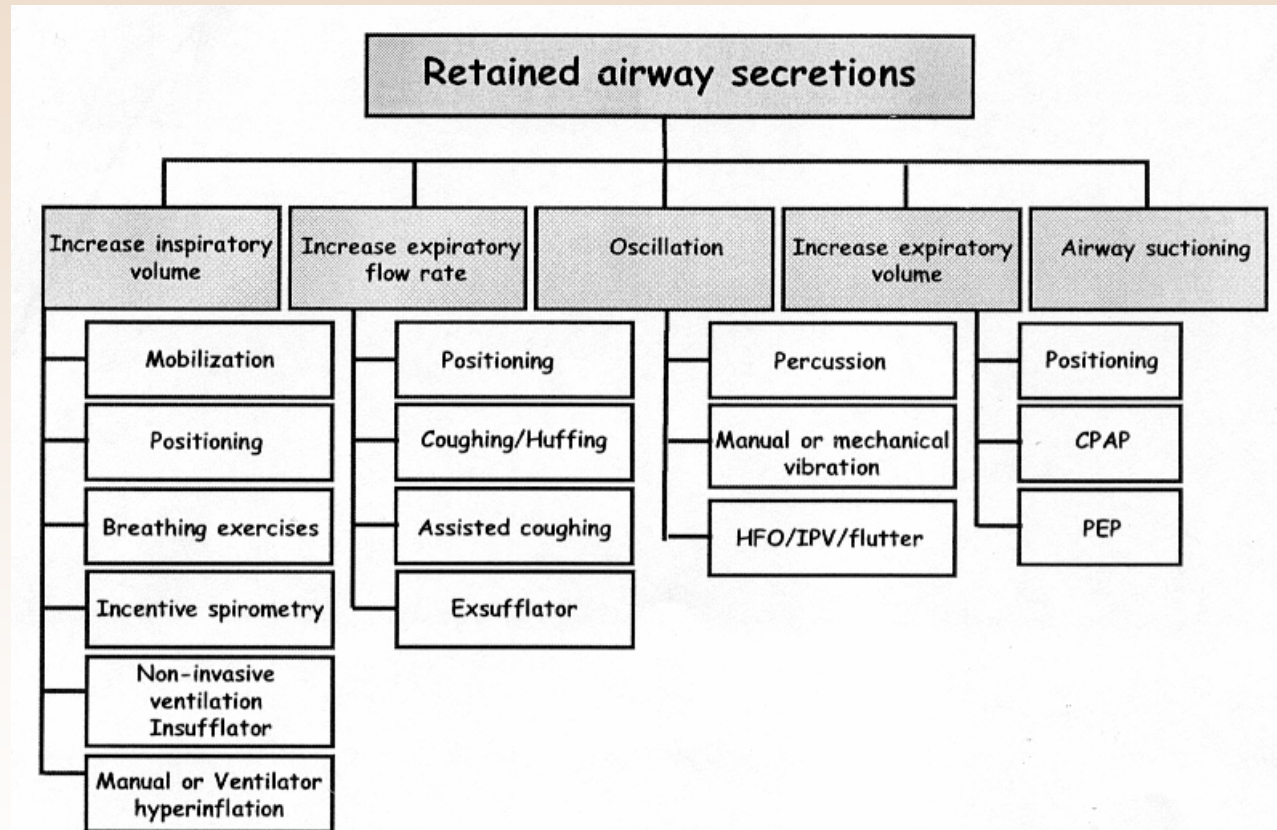 Retained airway secretions
Increase inspiratory
volume
Increase expiratory
flow rate
Oscillation
Increase expiratory
volume
Airway suctioning
Mobilization
Positioning
Breathing exercises
Incentive spirometry
Non-invasive
ventilation
Insufflator
Manual or Ventilator
hyperinflation
Positioning
Coughing/Huffing
Assisted coughing
Exsufflator
Percussion
Manual or mechanical
vibration
HFO/IPV/flutter
Positioning
CPAP
PEP